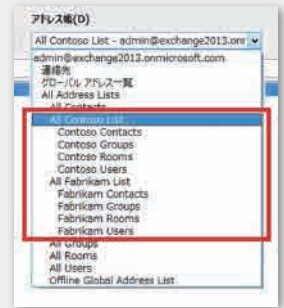 アドレス帳(D)
All Contoso List - admin@exchange2013.onr
admin@exchange2013.onmicrosoft.com
連絡先
グローバル アドレス一覧
All Address Lists
All Contacts
All Contoso List
Contoso Contacts
Contoso Groups
Contoso Rooms
Contoso Users
All Fabrikam List
Fabrikam Contacts
Fabrikam Groups
Fabrikam Rooms
Fabrikam Users
All Groups
All Rooms
All Users
Offline Global Address List